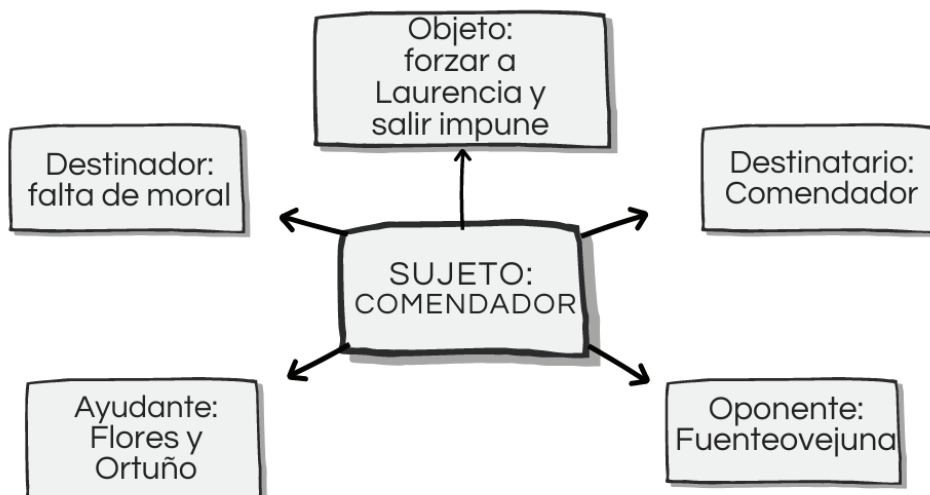 Objeto:
forzar a
Laurencia y
salir impune
Destinador:
falta de moral
Destinatario:
Comendador
SUJETO:
COMENDADOR
Ayudante:
Flores y
Ortuño
Oponente:
Fuenteovejuna